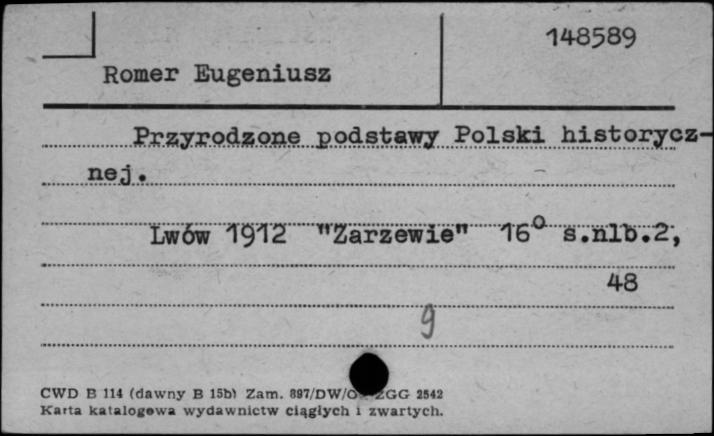 148589
Romer Eugeniusz
Przyrodzone podstawy Polski historycz-
nej.
Lwów 1912 "Zarzewie" 16° s.nlb.2,
48
9
CWD B 114 (dawny B 15b) Zam. 897/DW/O ZGG 2542
Karta katalogowa wydawnictw ciągłych i zwartych.